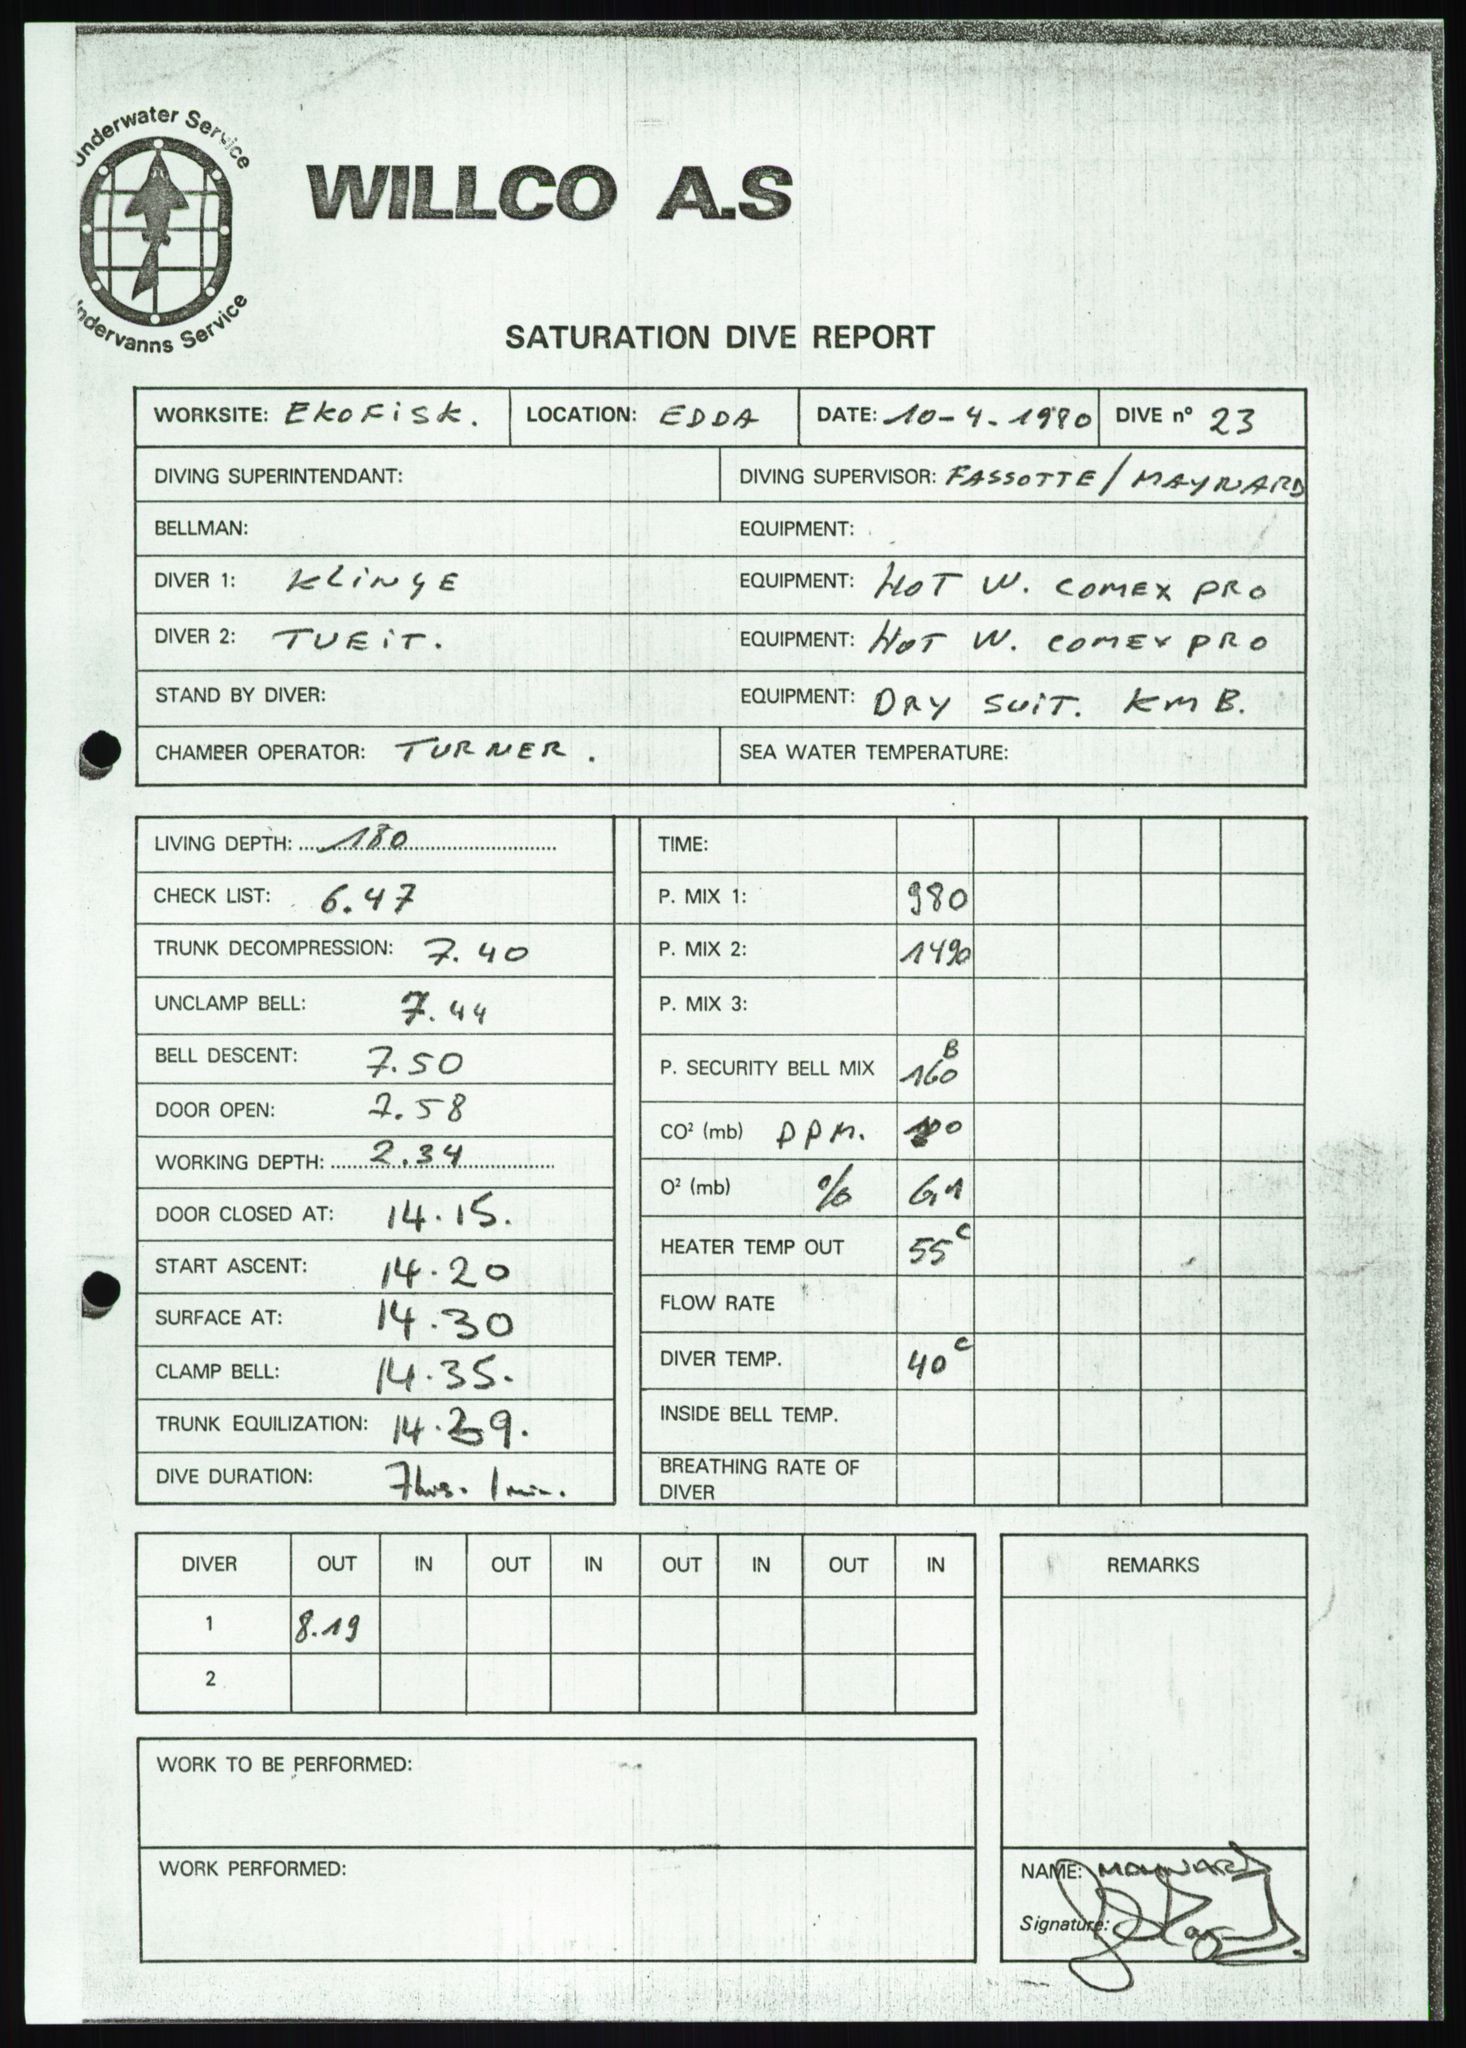 Underwater Service
WILLCO A.S
Undervanns Service
SATURATION DIVE REPORT
WORKSITE: EKOFISK. LOCATION: EDDA DATE: 10-4.1980 DIVE nº 23
DIVING SUPERINTENDANT: DIVING SUPERVISOR: FASSOTTE / MAYNARD
BELLMAN: EQUIPMENT:
DIVER 1: KLINGE EQUIPMENT: HOT W. COMEX PRO
DIVER 2: TVEIT. EQUIPMENT: HOT W. COMEX PRO
STAND BY DIVER: EQUIPMENT: DRY SUIT. KMB.
CHAMBER OPERATOR: TURNER. SEA WATER TEMPERATURE:
LIVING DEPTH: 180
CHECK LIST: 6.47
TRUNK DECOMPRESSION: 7.40
UNCLAMP BELL: 7.44
BELL DESCENT: 7.50
DOOR OPEN: 7.58
WORKING DEPTH: 2.34
DOOR CLOSED AT: 14.15.
START ASCENT: 14.20
SURFACE AT: 14.30
CLAMP BELL: 14.35.
TRUNK EQUILIZATION: 14.
DIVE DURATION: 7hrs. 1 min.
TIME:
P. MIX 1: 980
P. MIX 2: 1490
P. MIX 3:
P. SECURITY BELL MIX 160 B
CO² (mb) PPM.
O² (mb) %
HEATER TEMP OUT 55 C
FLOW RATE
DIVER TEMP. 40 C
INSIDE BELL TEMP.
BREATHING RATE OF
DIVER
DIVER OUT IN OUT IN OUT IN OUT IN
1 8.19
2
REMARKS
WORK TO BE PERFORMED:
WORK PERFORMED:
NAME: MAYNARD
Signature: